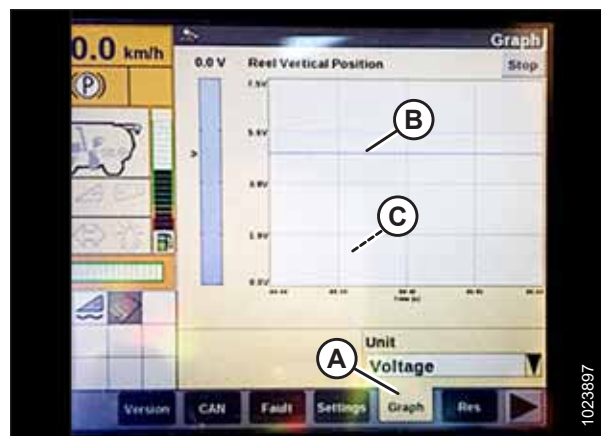 0.0 km/h
Graph
0.0 V Reel Vertical Position Stop
(P)
B
C
Unit
A
Voltage
Version CAN Fault Settings Graph Res
1023897